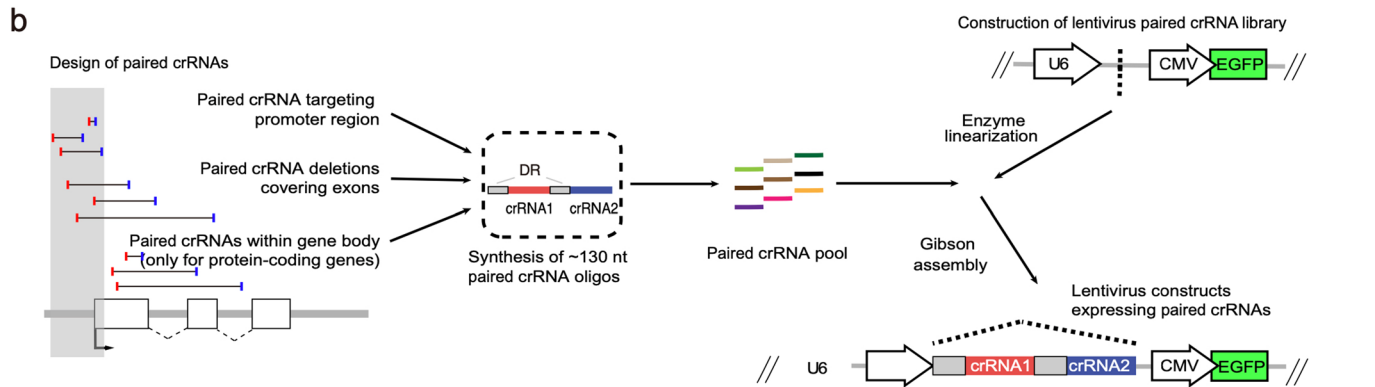 b
Design of paired crRNAs
Paired crRNA targeting
promoter region
Paired crRNA deletions
covering exons
Paired crRNAs within gene body
(only for protein-coding genes)
DR
crRNA1
crRNA2
Synthesis of ~130 nt
paired crRNA oligos
Paired crRNA pool
Construction of lentivirus paired crRNA library
U6
CMV
EGFP
Enzyme
linearization
Gibson
assembly
Lentivirus constructs
expressing paired crRNAs
U6
crRNA1
crRNA2
CMV
EGFP